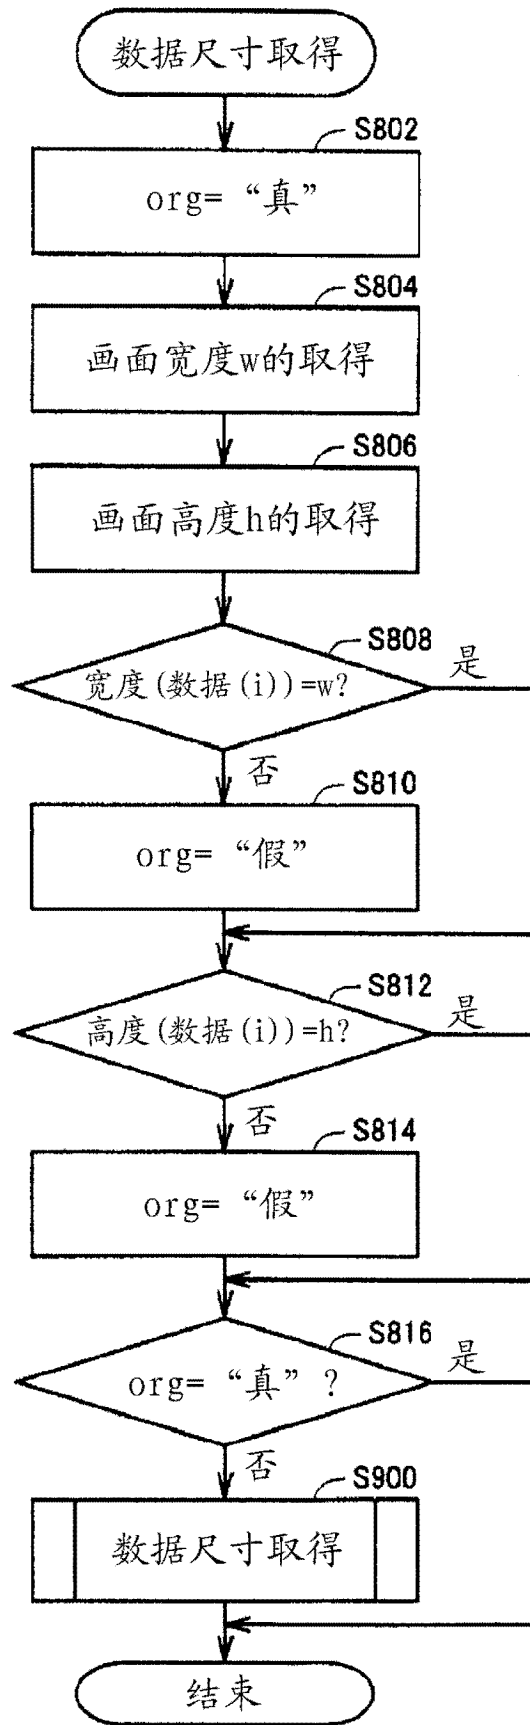 数据尺寸取得
S802
org= “真”
S804
画面宽度w的取得
S806
画面高度h的取得
S808
宽度(数据(i))=w?
是
否
S810
org= “假”
S812
高度(数据(i))=h?
是
否
S814
org= “假”
S816
org= “真” ?
是
否
S900
数据尺寸取得
结束